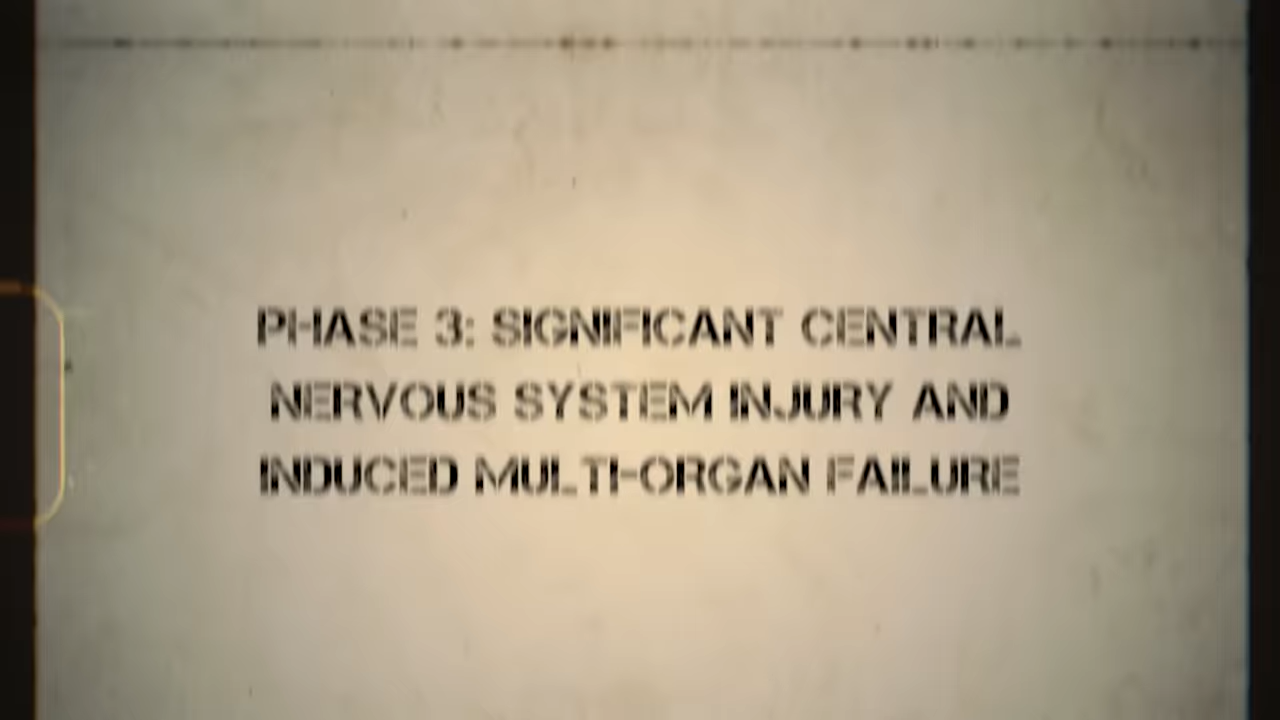 PHASE 3: SIGNIFICANT CENTRAL
NERVOUS SYSTEM INJURY AND
INDUCED MULTI-ORGAN FAILURE